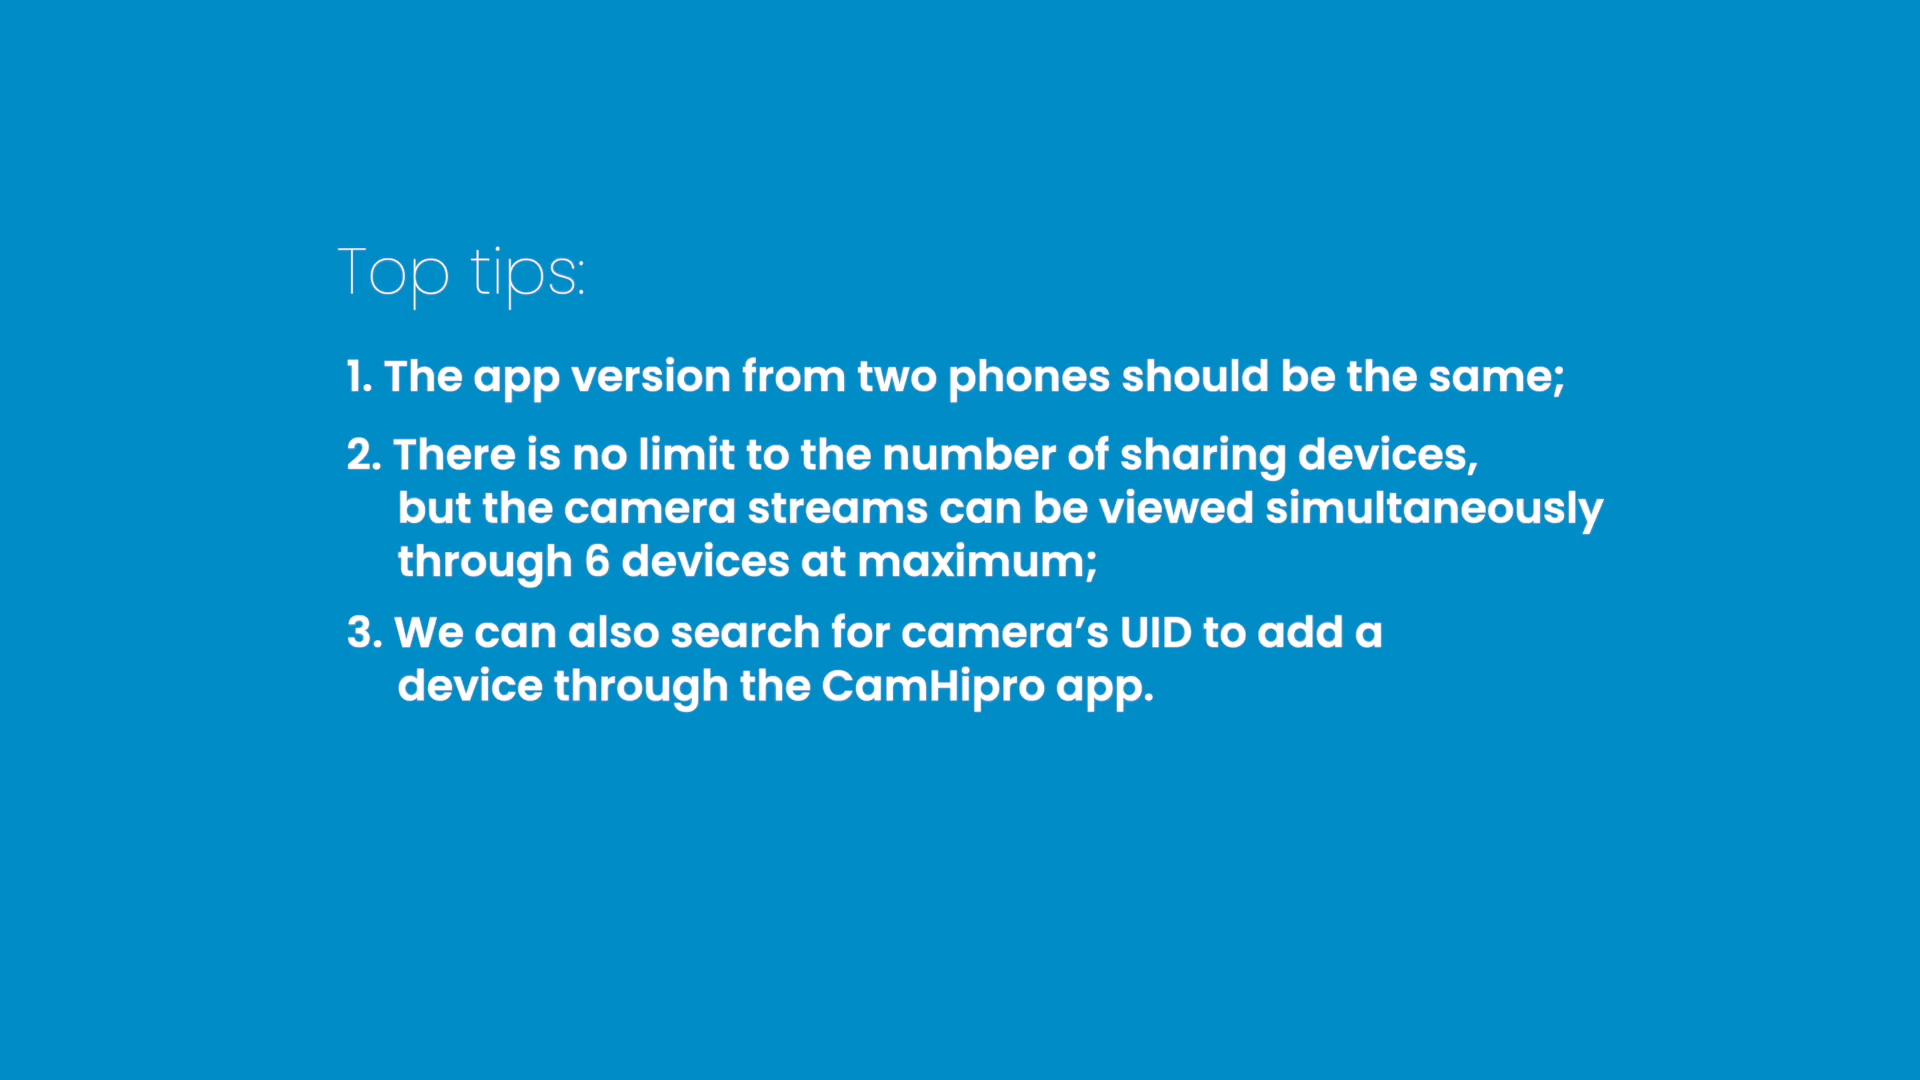 Top tips:
1. The app version from two phones should be the same;
2. There is no limit to the number of sharing devices,
but the camera streams can be viewed simultaneously
through 6 devices at maximum;
3. We can also search for camera’s UID to add a
device through the CamHipro app.